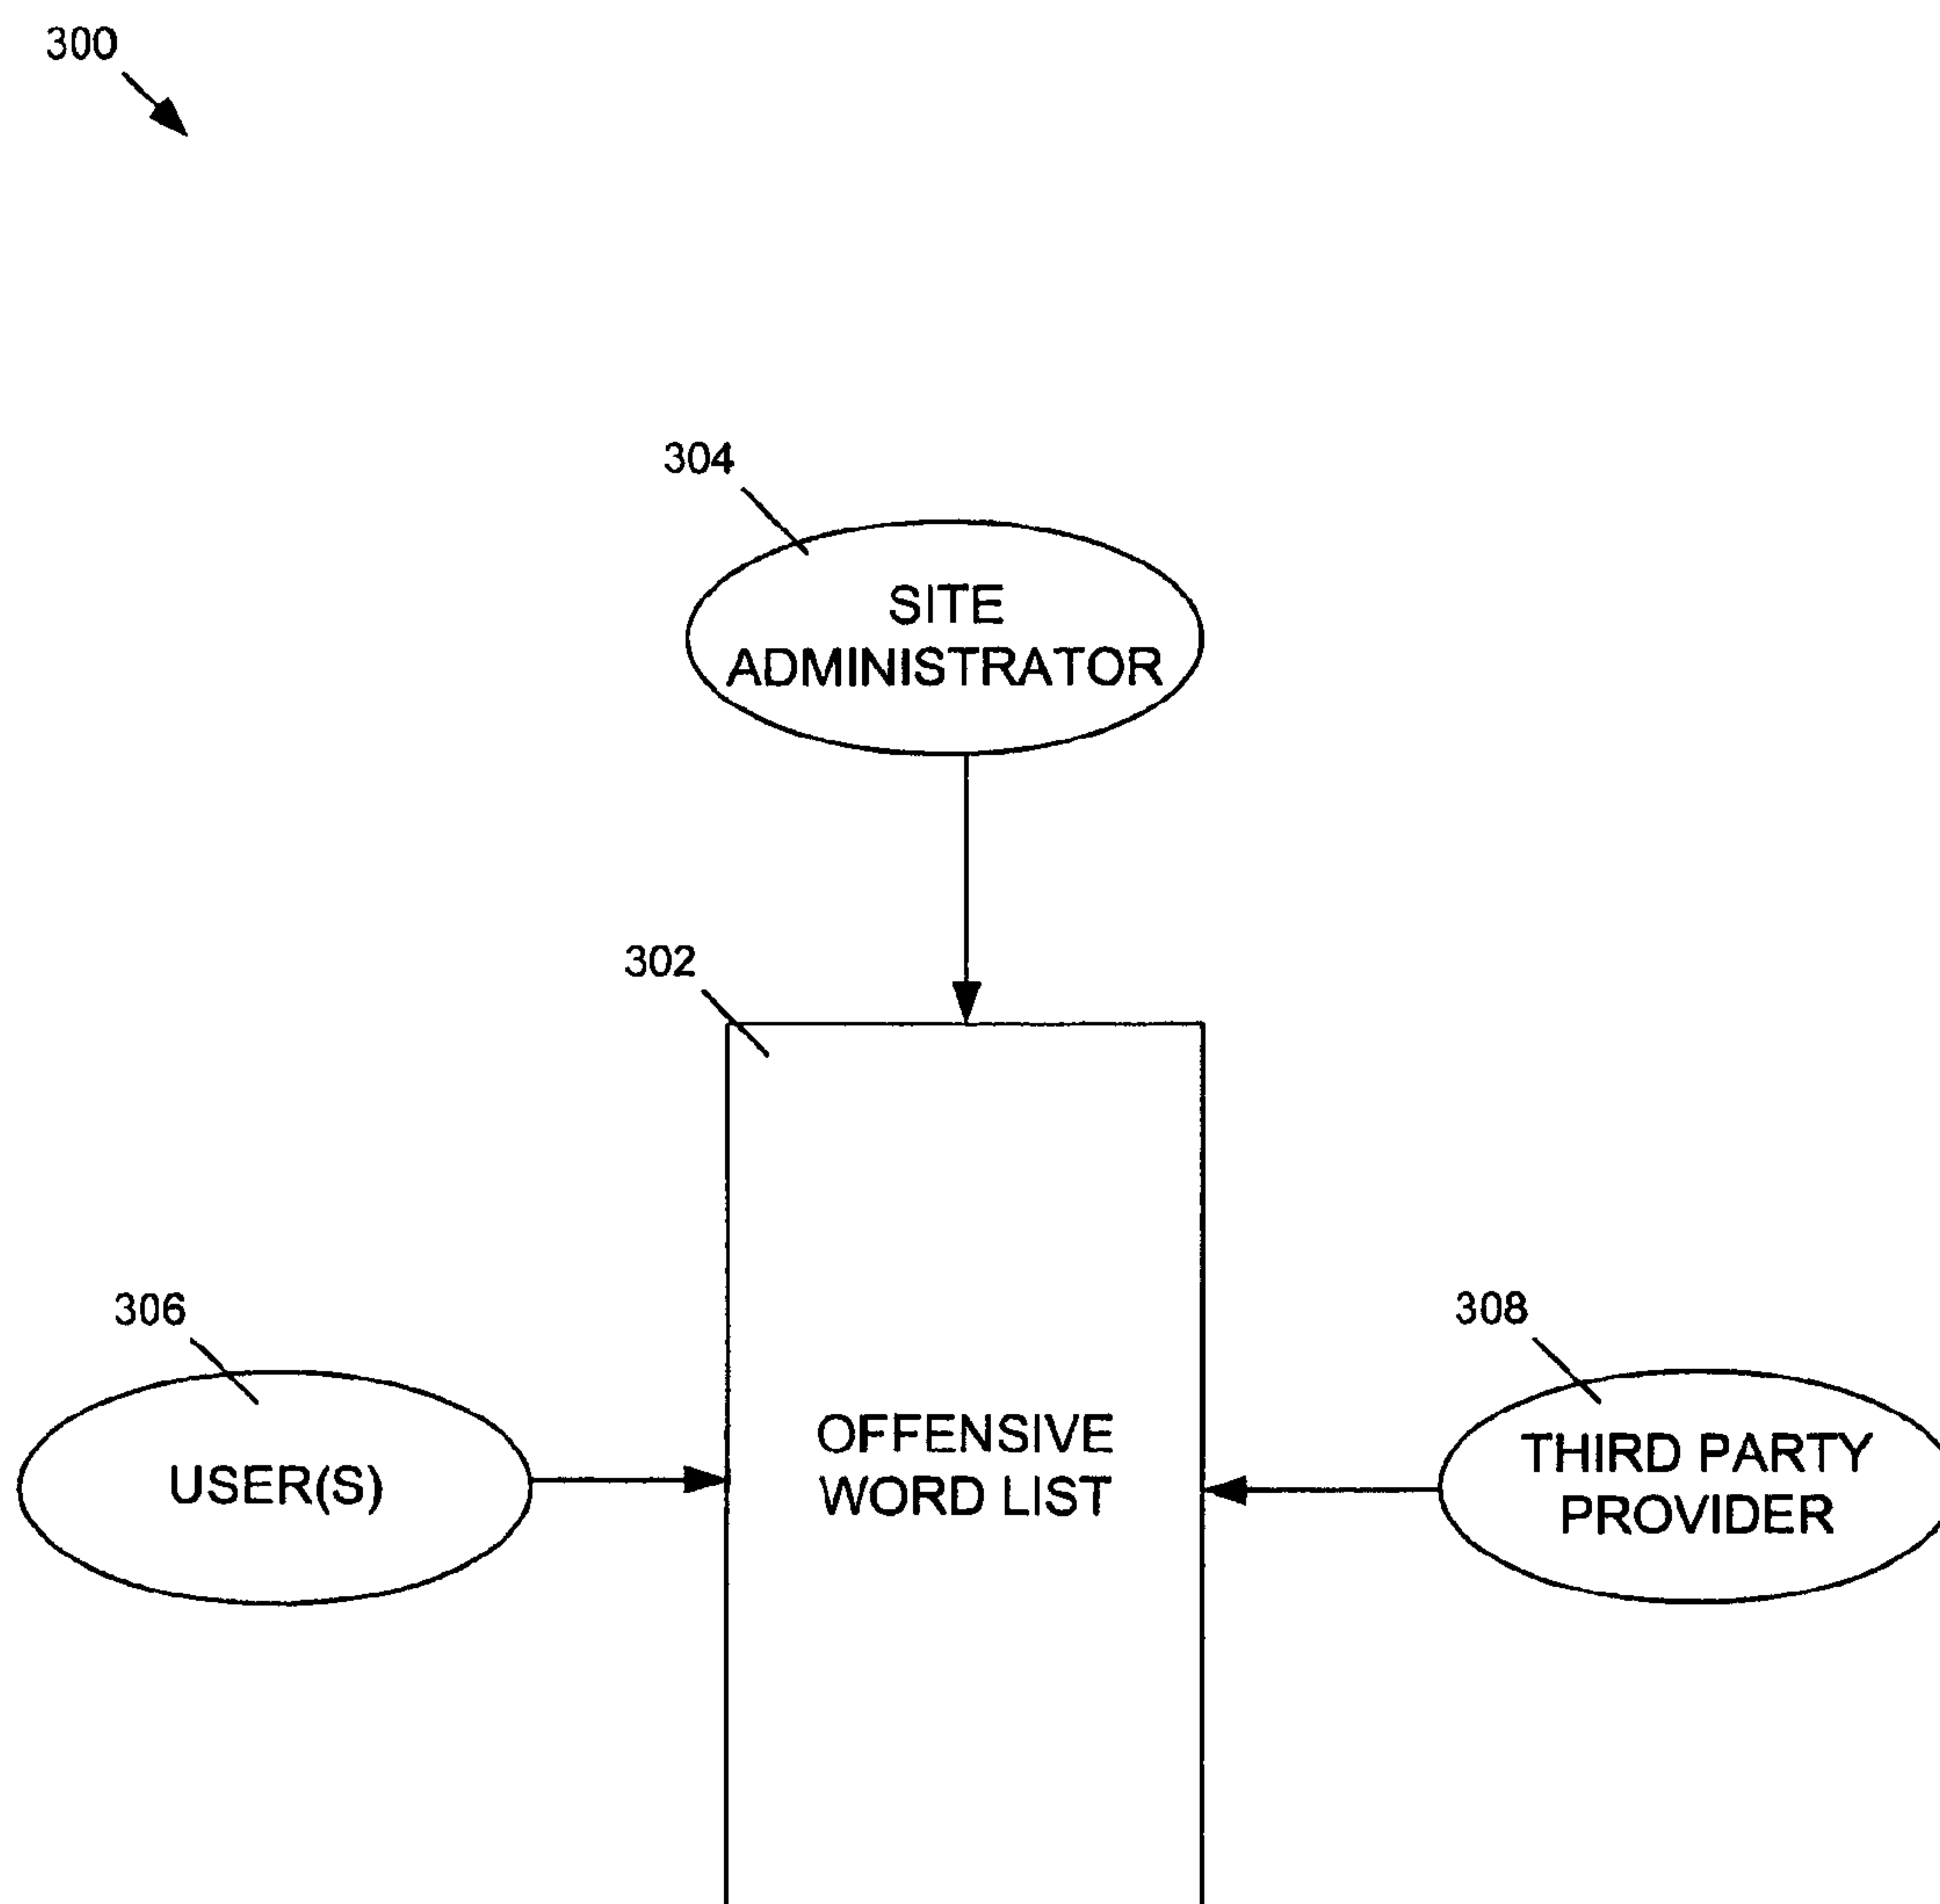 300
304
SITE
ADMINISTRATOR
302
306
308
OFFENSIVE
WORD LIST
USER(S)
THIRD PARTY
PROVIDER